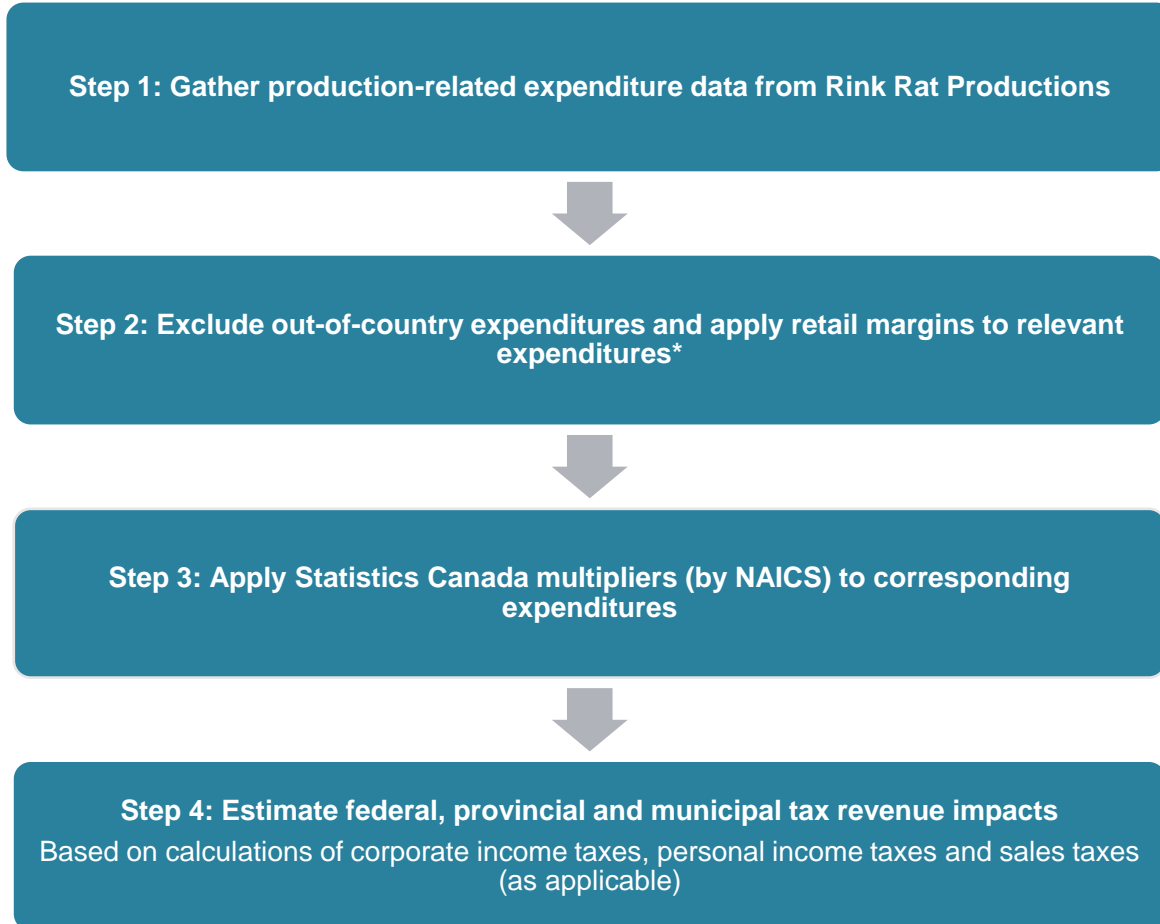 Step 1: Gather production-related expenditure data from Rink Rat Productions
Step 2: Exclude out-of-country expenditures and apply retail margins to relevant
expenditures*
Step 3: Apply Statistics Canada multipliers (by NAICS) to corresponding
expenditures
Step 4: Estimate federal, provincial and municipal tax revenue impacts
Based on calculations of corporate income taxes, personal income taxes and sales taxes
(as applicable)